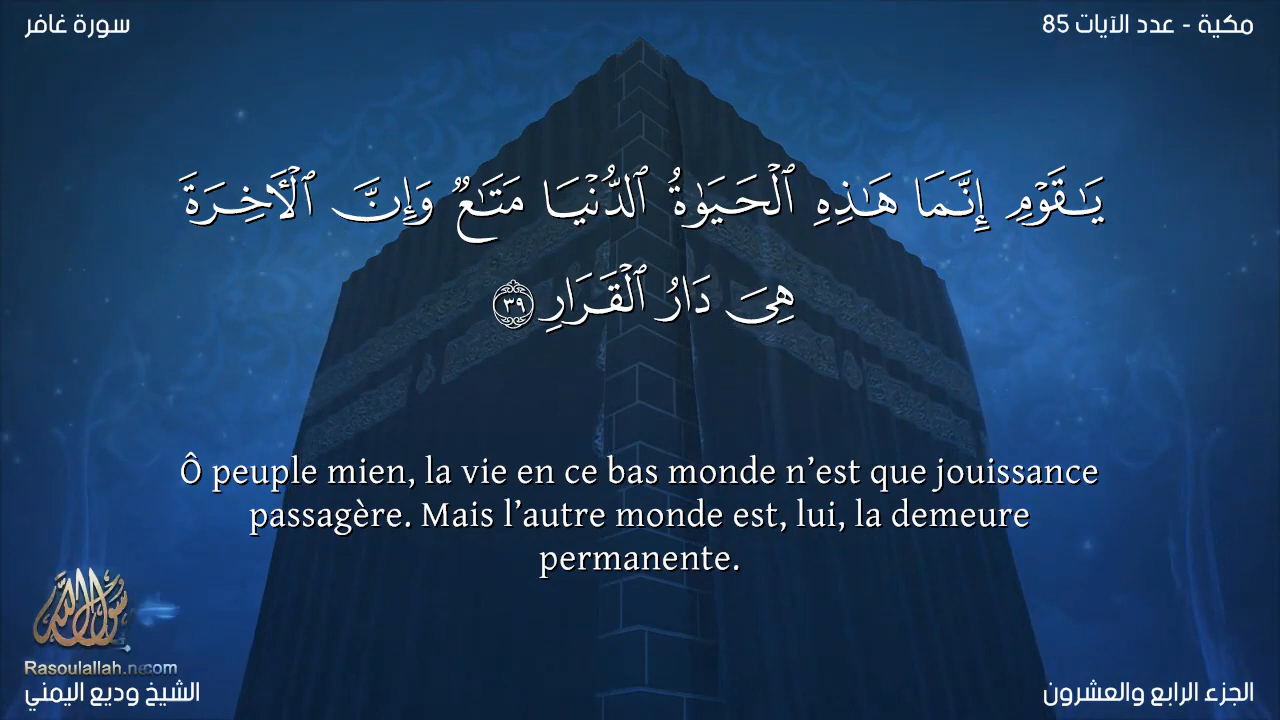 سورة غافر
مكية - عدد الآيات 85
يَـٰقَوْمِ إِنَّمَا هَـٰذِهِ ٱلْحَيَوٰةُ ٱلدُّنْيَا مَتَـٰعٌ وَإِنَّ ٱلْـَٔاخِرَةَ
هِىَ دَارُ ٱلْقَرَارِ ٣٩
Ô peuple mien, la vie en ce bas monde n’est que jouissance
passagère. Mais l’autre monde est, lui, la demeure
permanente.
رسول الله
Rasoulallah.net
الشيخ وديع اليمني
الجزء الرابع والعشرون